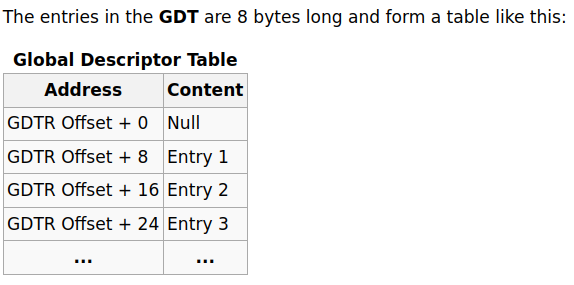 The entries in the GDT are 8 bytes long and form a table like this:
Global Descriptor Table
Address Content
GDTR Offset + 0 Null
GDTR Offset + 8 Entry 1
GDTR Offset + 16 Entry 2
GDTR Offset + 24 Entry 3
... ...